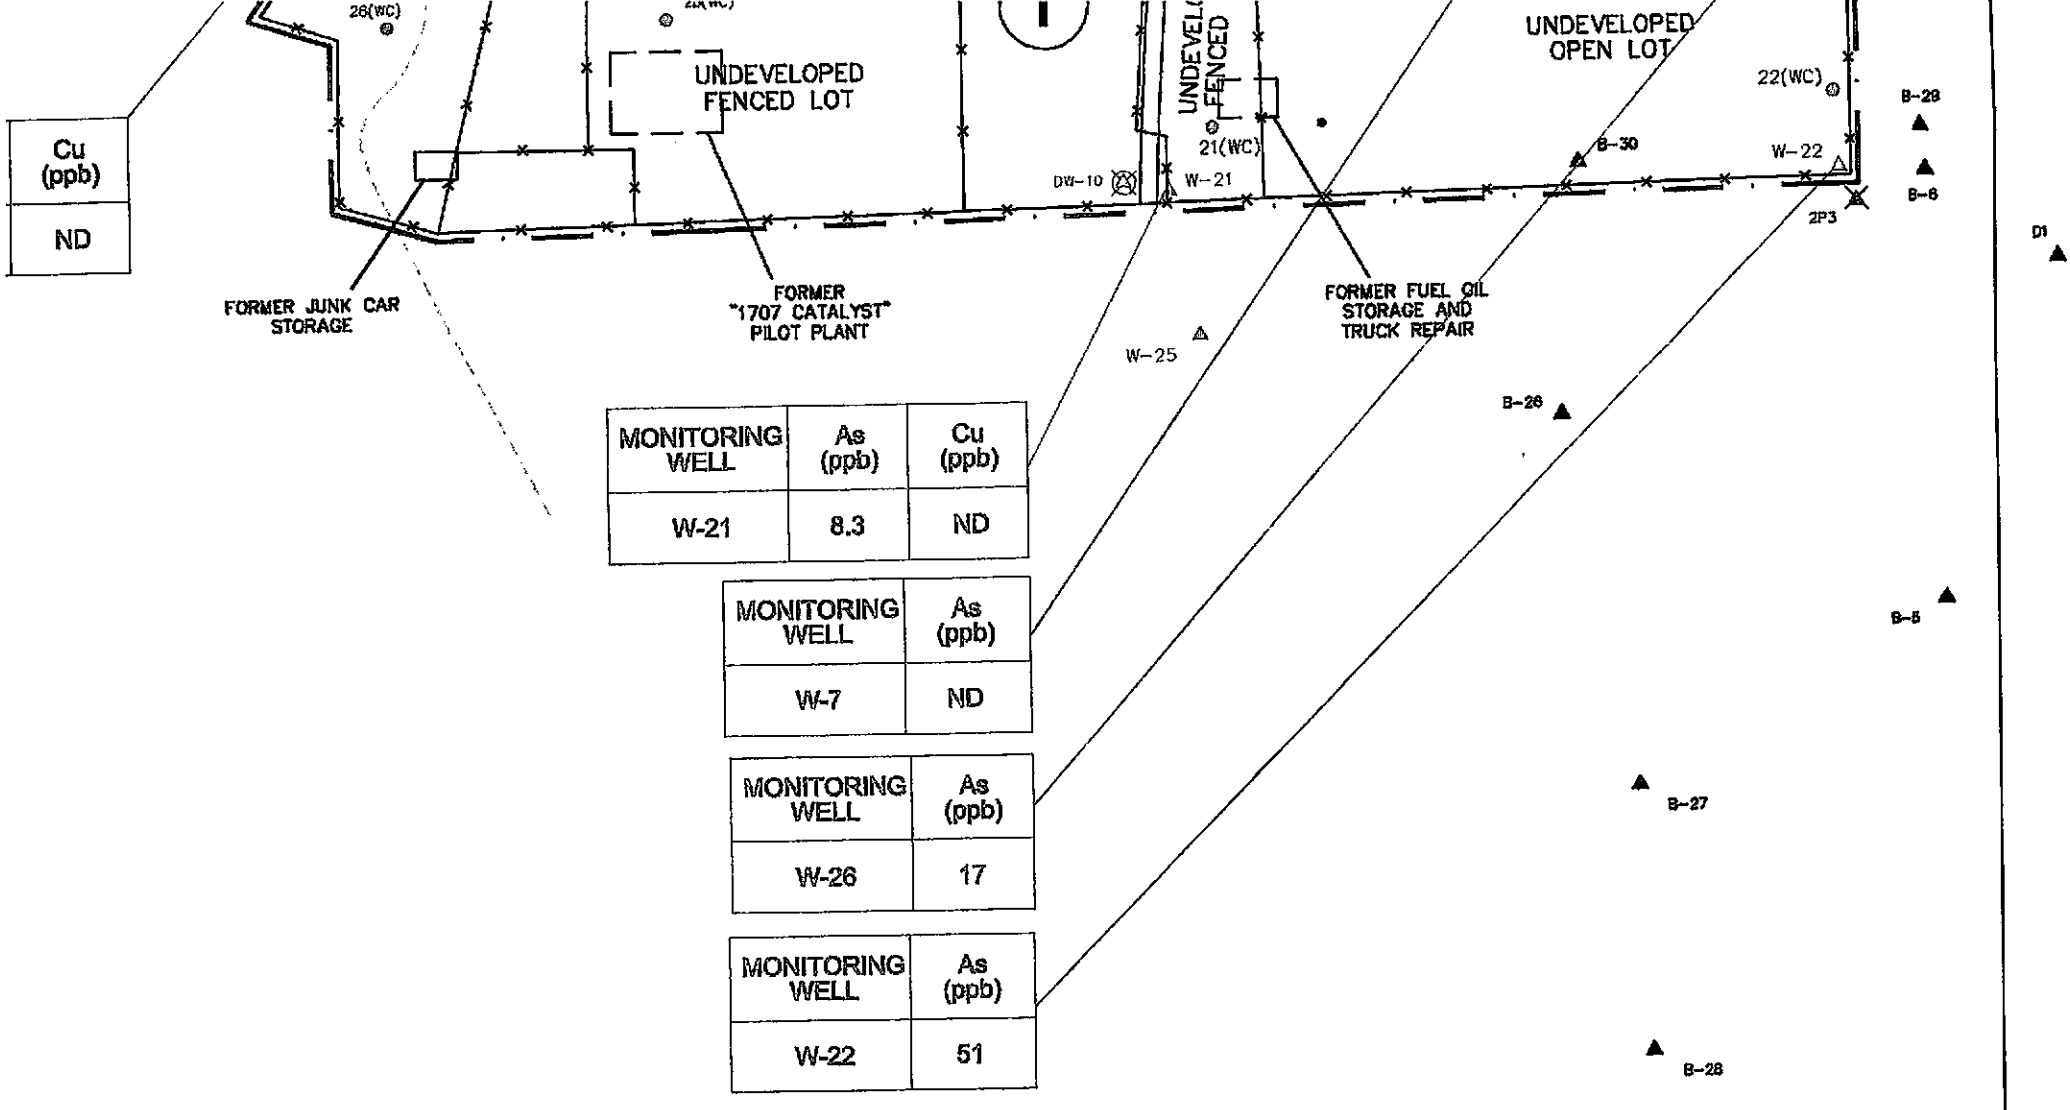 26(WC)
UNDEVELOPED
FENCED LOT
UNDEVELO
FENCED
UNDEVELOPED
OPEN LOT
22(WC)
B-29
B-30
W-22
B-6
21(WC)
DW-10
W-21
2P3
D1
Cu
(ppb)
ND
FORMER JUNK CAR
STORAGE
FORMER
"1707 CATALYST"
PILOT PLANT
FORMER FUEL OIL
STORAGE AND
TRUCK REPAIR
W-25
B-26
MONITORING
WELL
As
(ppb)
Cu
(ppb)
W-21
8.3
ND
MONITORING
WELL
As
(ppb)
W-7
ND
B-5
MONITORING
WELL
As
(ppb)
W-26
17
B-27
MONITORING
WELL
As
(ppb)
W-22
51
B-28